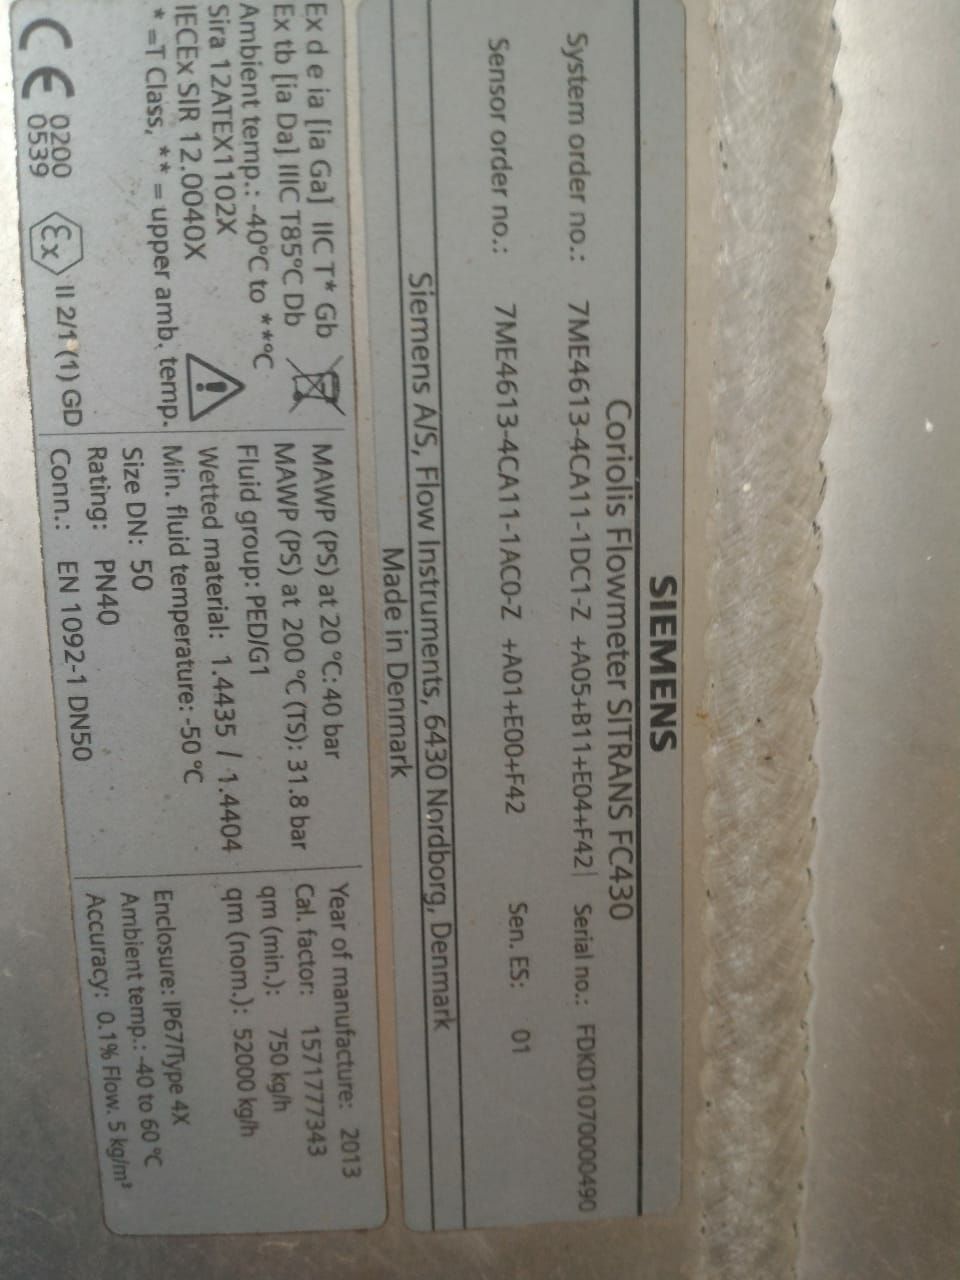 SIEMENS
Coriolis Flowmeter SITRANS FC430
System order no.: 7ME4613-4CA11-1DC1-Z +A05+B11+E04+F42| Serial no.: FDKD1070000490
Sensor order no.: 7ME4613-4CA11-1AC0-Z +A01+E00+F42 Sen. ES: 01
Siemens A/S, Flow Instruments, 6430 Nordborg, Denmark
Made in Denmark
Ex d e ia [ia Ga] IIC T* Gb
Ex tb [ia Da] IIIC T85°C Db
Ambient temp.: -40°C to **°C
Sira 12ATEX1102X
IECEx SIR 12.0040X
* =T Class, ** = upper amb. temp.
CE 0200
0539
Ex II 2/1 (1) GD
MAWP (PS) at 20 °C: 40 bar
MAWP (PS) at 200 °C (TS): 31.8 bar
Fluid group: PED/G1
Wetted material: 1.4435 / 1.4404
Min. fluid temperature: -50 °C
Size DN: 50
Rating: PN40
Conn.: EN 1092-1 DN50
Year of manufacture: 2013
Cal. factor: 1571777343
qm (min.): 750 kg/h
qm (nom.): 52000 kg/h
Enclosure: IP67/Type 4X
Ambient temp.: -40 to 60 °C
Accuracy: 0.1% Flow. 5 kg/m³